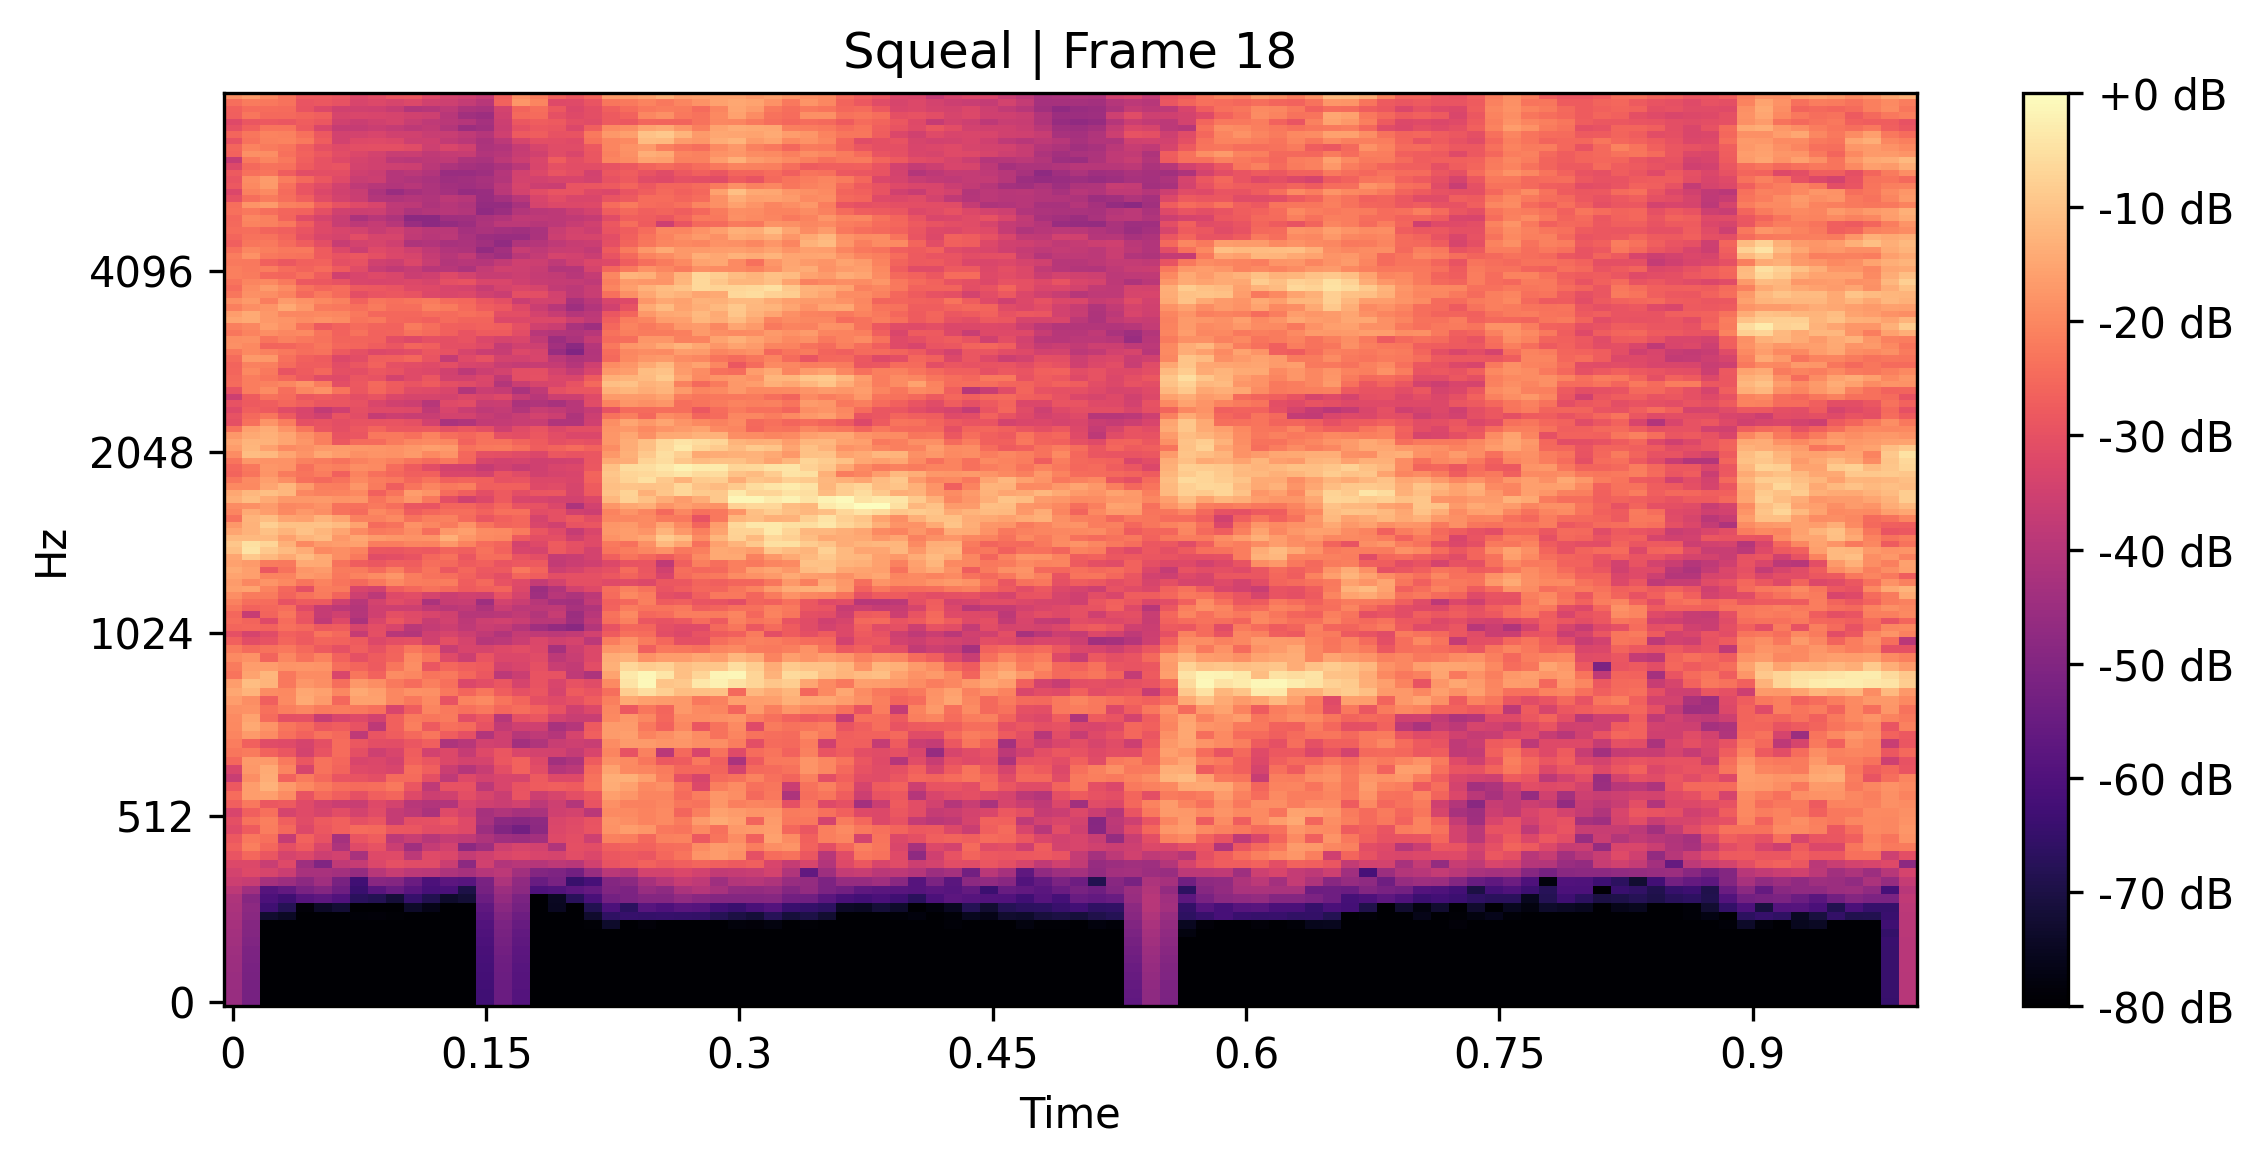 Squeal | Frame 18
Hz
4096
2048
1024
512
0
0 0.15 0.3 0.45 0.6 0.75 0.9
Time
+0 dB
-10 dB
-20 dB
-30 dB
-40 dB
-50 dB
-60 dB
-70 dB
-80 dB